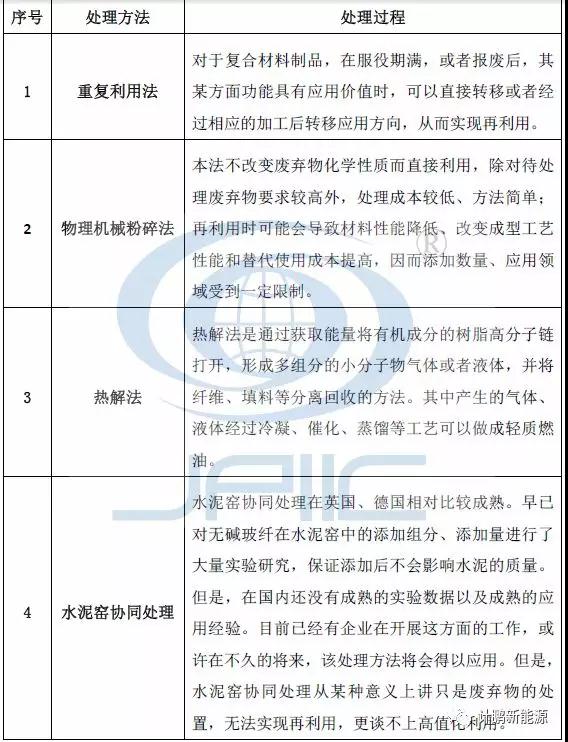 序号 处理方法 处理过程
1 重复利用法
对于复合材料制品，在服役期满，或者报废后，其
某方面功能具有应用价值时，可以直接转移或者经
过相应的加工后转移应用方向，从而实现再利用。
2 物理机械粉碎法
本法不改变废弃物化学性质而直接利用，除对待处
理废弃物要求较高外，处理成本较低、方法简单；
再利用时可能会导致材料性能降低、改变成型工艺
性能和替代使用成本提高，因而添加数量、应用领
域受到一定限制。
®
3 热解法
热解法是通过获取能量将有机成分的树脂高分子链
打开，形成多组分的小分子物气体或者液体，并将
纤维、填料等分离回收的方法。其中产生的气体、
液体经过冷凝、催化、蒸馏等工艺可以做成轻质燃
油。
JAIIC
4 水泥窑协同处理
水泥窑协同处理在英国、德国相对比较成熟。早已
对无碱玻纤在水泥窑中的添加组分、添加量进行了
大量实验研究，保证添加后不会影响水泥的质量。
但是，在国内还没有成熟的实验数据以及成熟的应
用经验。目前已经有企业在开展这方面的工作，或
许在不久的将来，该处理方法将会得以应用。但是，
水泥窑协同处理从某种意义上讲只是废弃物的处
置，无法实现再利用，更谈不上高值化利用。
计鹏新能源